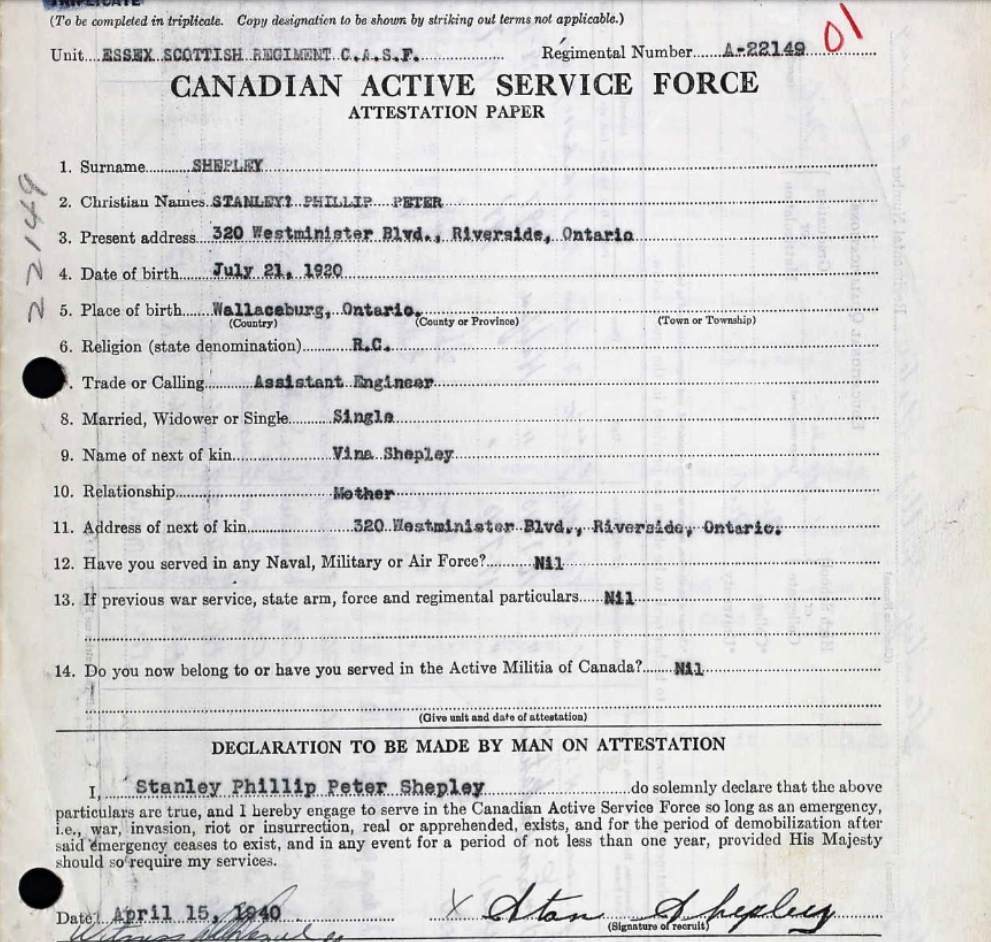 TRIPLICATE
(To be completed in triplicate. Copy designation to be shown by striking out terms not applicable.)
Unit ESSEX SCOTTISH REGIMENT C.A.S.F. Regimental Number A-22149 01
CANADIAN ACTIVE SERVICE FORCE
ATTESTATION PAPER
1. Surname SHEPLEY
22149
2. Christian Names STANLEY? PHILLIP PETER
3. Present address 320 Westminister Blvd., Riverside, Ontario
4. Date of birth July 21, 1920
5. Place of birth Wallaceburg, Ontario.
(Country) (County or Province) (Town or Township)
6. Religion (state denomination) R.C.
. Trade or Calling Assistant Engineer
8. Married, Widower or Single Single
9. Name of next of kin Vina Shepley
10. Relationship Mother
11. Address of next of kin 320 Westminister Blvd., Riverside, Ontario.
12. Have you served in any Naval, Military or Air Force? Nil
13. If previous war service, state arm, force and regimental particulars Nil
14. Do you now belong to or have you served in the Active Militia of Canada? Nil
(Give unit and date of attestation)
DECLARATION TO BE MADE BY MAN ON ATTESTATION
I, Stanley Phillip Peter Shepley do solemnly declare that the above
particulars are true, and I hereby engage to serve in the Canadian Active Service Force so long as an emergency,
i.e., war, invasion, riot or insurrection, real or apprehended, exists, and for the period of demobilization after
said emergency ceases to exist, and in any event for a period of not less than one year, provided His Majesty
should so require my services.
Date April 15, 1940 X Stan Shepley
(Signature of recruit)
Witness